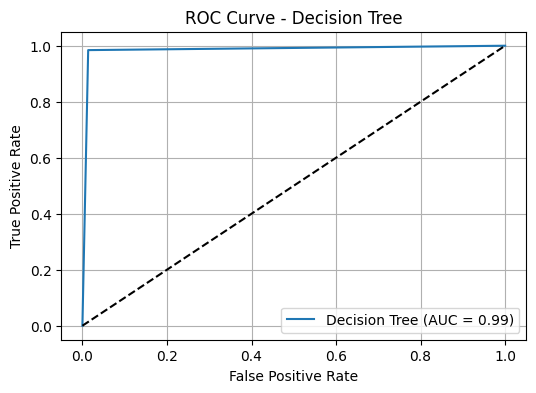 ROC Curve - Decision Tree
True Positive Rate
1.0
0.8
0.6
0.4
0.2
0.0
Decision Tree (AUC = 0.99)
0.0 0.2 0.4 0.6 0.8 1.0
False Positive Rate